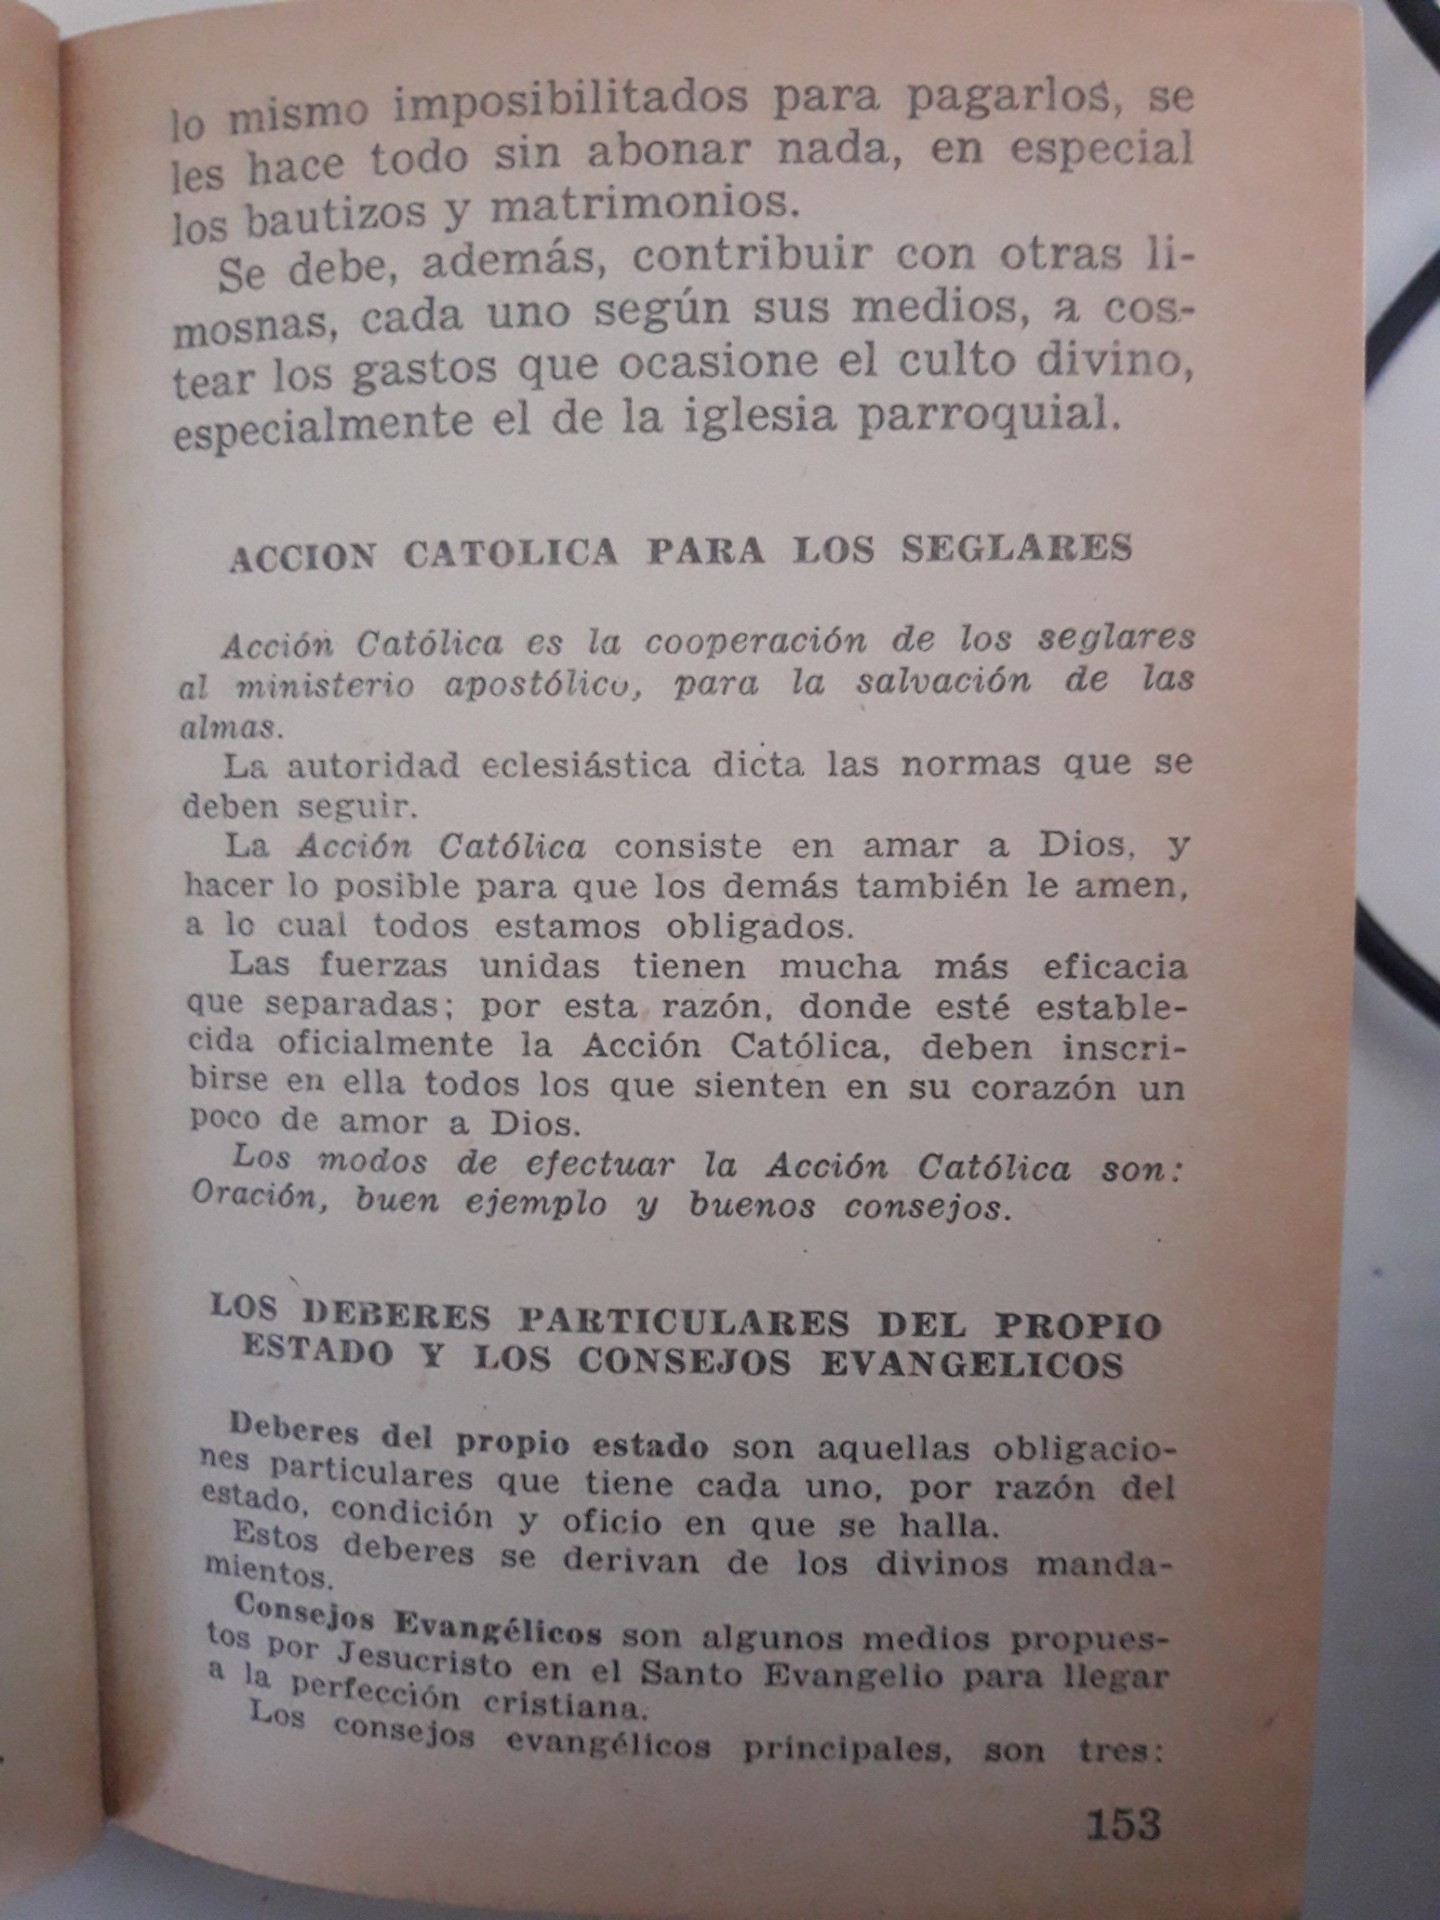 lo mismo imposibilitados para pagarlos, se
les hace todo sin abonar nada, en especial
los bautizos y matrimonios.
Se debe, además, contribuir con otras li-
mosnas, cada uno según sus medios, a cos-
tear los gastos que ocasione el culto divino,
especialmente el de la iglesia parroquial.
ACCION CATOLICA PARA LOS SEGLARES
Acción Católica es la cooperación de los seglares
al ministerio apostólico, para la salvación de las
almas.
La autoridad eclesiástica dicta las normas que se
deben seguir.
La Acción Católica consiste en amar a Dios, y
hacer lo posible para que los demás también le amen,
a lo cual todos estamos obligados.
Las fuerzas unidas tienen mucha más eficacia
que separadas; por esta razón, donde esté estable-
cida oficialmente la Acción Católica, deben inscri-
birse en ella todos los que sienten en su corazón un
poco de amor a Dios.
Los modos de efectuar la Acción Católica son:
Oración, buen ejemplo y buenos consejos.
LOS DEBERES PARTICULARES DEL PROPIO
ESTADO Y LOS CONSEJOS EVANGELICOS
Deberes del propio estado son aquellas obligacio-
nes particulares que tiene cada uno, por razón del
estado, condición y oficio en que se halla.
Estos deberes se derivan de los divinos manda-
mientos.
Consejos Evangélicos son algunos medios propues-
tos por Jesucristo en el Santo Evangelio para llegar
a la perfección cristiana.
Los consejos evangélicos principales, son tres:
153